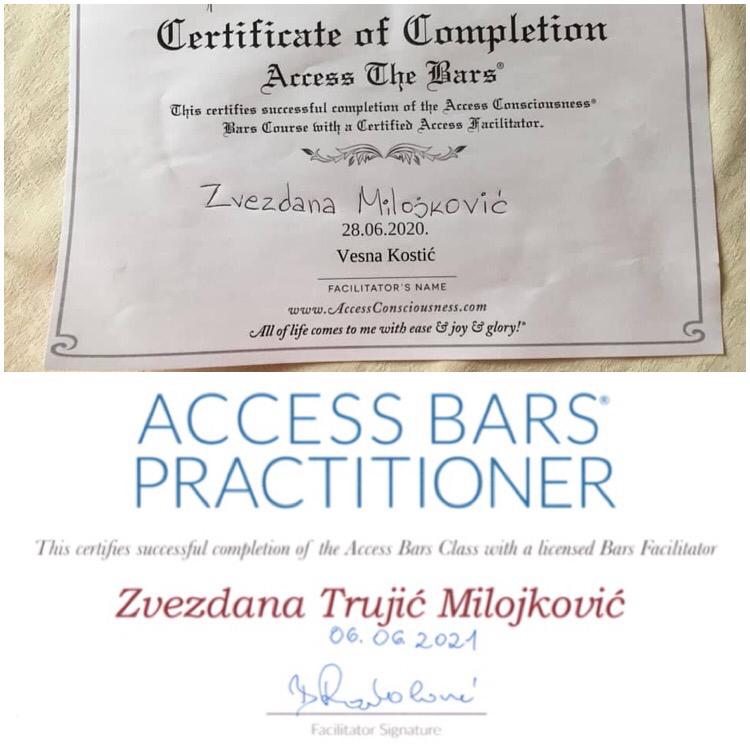 Certificate of Completion
Access The Bars®
This certifies successful completion of the Access Consciousness®
Bars Course with a Certified Access Facilitator.
Zvezdana Milojković
28.06.2020.
Vesna Kostić
FACILITATOR'S NAME
www.AccessConsciousness.com
All of life comes to me with ease & joy & glory!®
ACCESS BARS®
PRACTITIONER
This certifies successful completion of the Access Bars Class with a licensed Bars Facilitator
Zvezdana Trujić Milojković
06.06.2021
Facilitator Signature